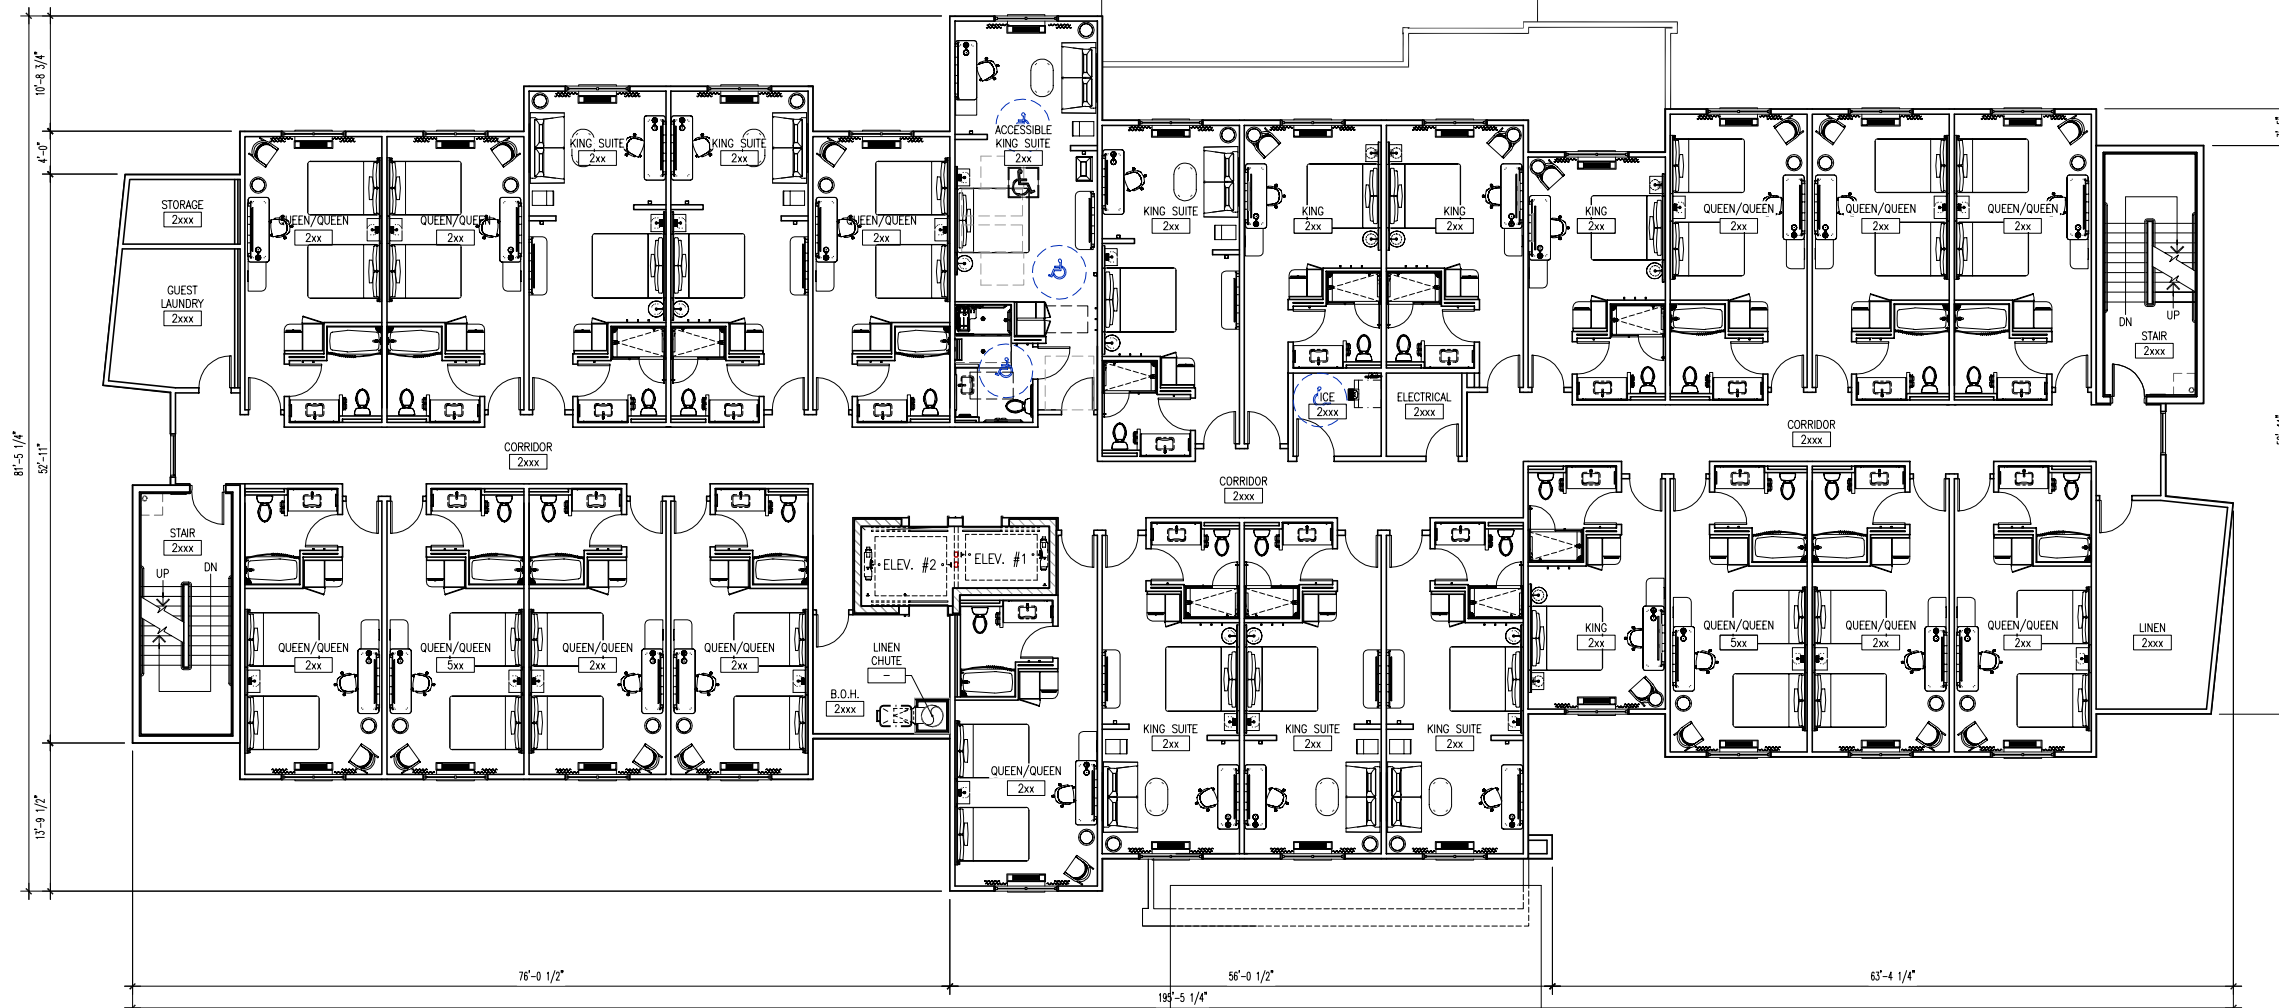 10'-8 3/4"
4'-0"
81'-5 1/4"
52'-11"
13'-9 1/2"
STORAGE
2xxx
GUEST
LAUNDRY
2xxx
QUEEN/QUEEN
2xx
QUEEN/QUEEN
2xx
KING SUITE
2xx
KING SUITE
2xx
QUEEN/QUEEN
2xx
ACCESSIBLE
KING SUITE
2xx
KING SUITE
2xx
KING
2xx
KING
2xx
KING
2xx
QUEEN/QUEEN
2xx
QUEEN/QUEEN
2xx
QUEEN/QUEEN
2xx
DN
UP
STAIR
2xxx
ICE
2xxx
ELECTRICAL
2xxx
CORRIDOR
2xxx
CORRIDOR
2xxx
CORRIDOR
2xxx
STAIR
2xxx
UP
DN
ELEV. #2
ELEV. #1
QUEEN/QUEEN
2xx
QUEEN/QUEEN
5xx
QUEEN/QUEEN
2xx
QUEEN/QUEEN
2xx
LINEN
CHUTE
-
B.O.H.
2xxx
QUEEN/QUEEN
2xx
KING SUITE
2xx
KING SUITE
2xx
KING SUITE
2xx
KING
2xx
QUEEN/QUEEN
5xx
QUEEN/QUEEN
2xx
QUEEN/QUEEN
2xx
LINEN
2xxx
76'-0 1/2"
56'-0 1/2"
63'-4 1/4"
195'-5 1/4"